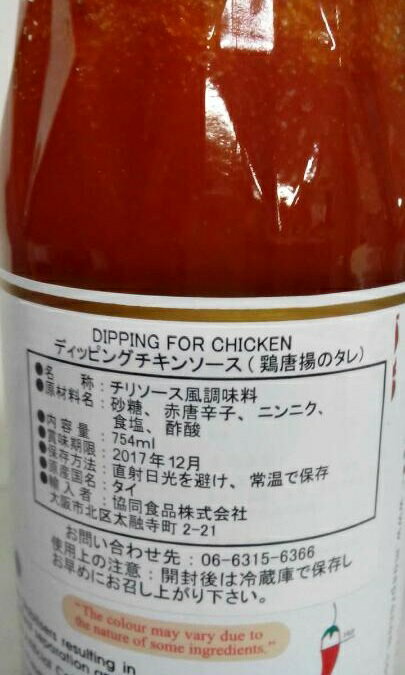 DIPPING FOR CHICKEN
ディッピングチキンソース(鶏唐揚のタレ)
●名 称:チリソース風調味料
●原材料名:砂糖、赤唐辛子、ニンニク、
食塩、酢酸
●内容量:754ml
●賞味期限:2017年12月
●保存方法:直射日光を避け、常温で保存
●原産国名:タイ
●輸入者:協同食品株式会社
大阪市北区太融寺町2-21
お問い合わせ先:06-6315-6366
使用上の注意:開封後は冷蔵庫で保存し
お早めにお召し上がり下さい。
"The colour may vary due to
the nature of some ingredients."
resulting in